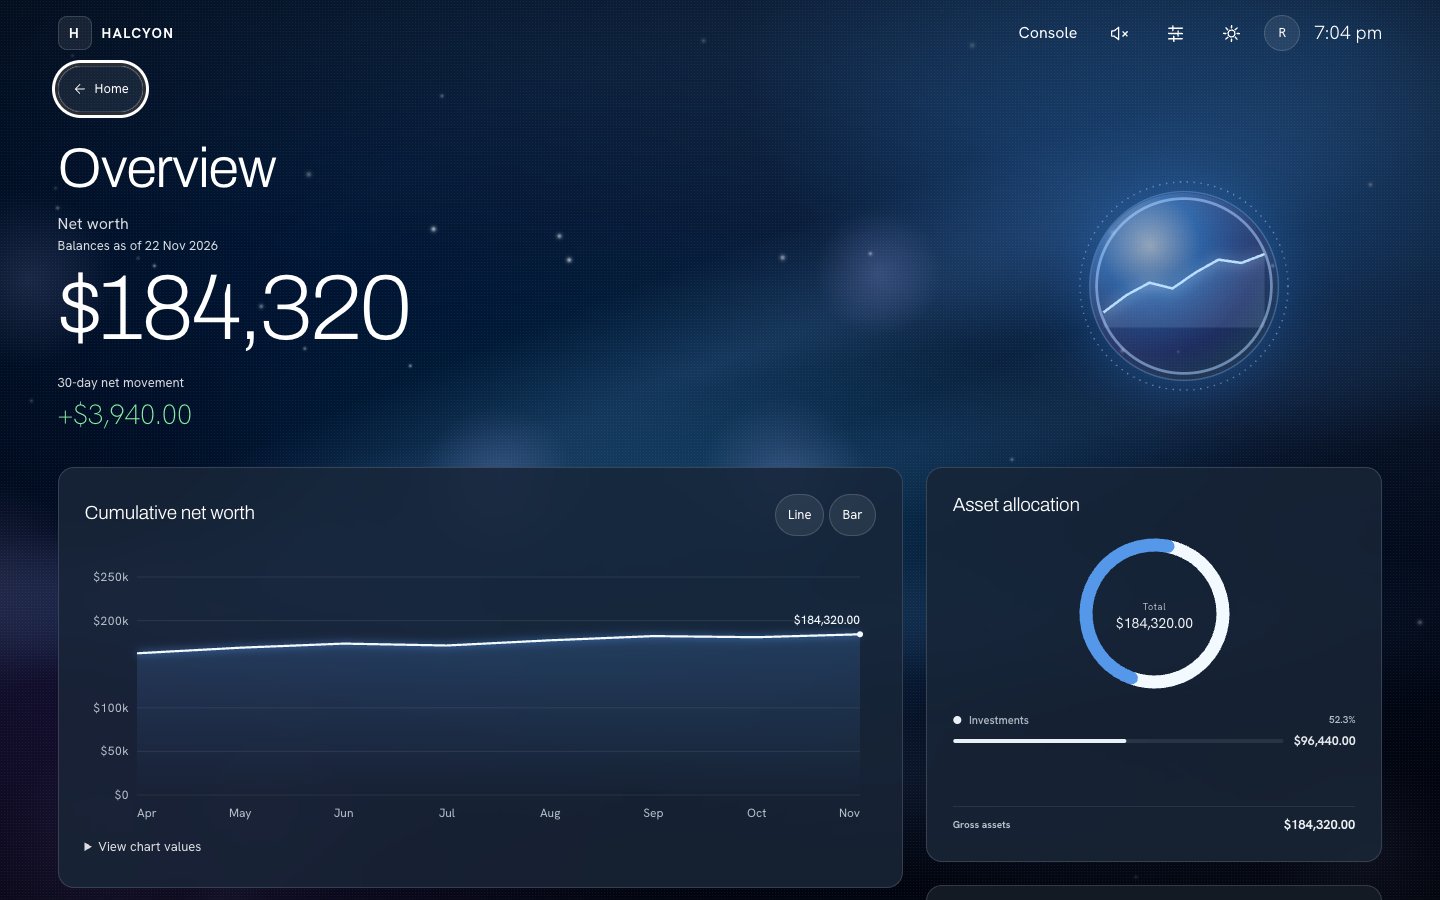 H HALCYON
Console
R
7:04 pm
← Home
Overview
Net worth
Balances as of 22 Nov 2026
$184,320
30-day net movement
+$3,940.00
Cumulative net worth
Line
Bar
$250k
$200k
$184,320.00
$100k
$50k
$0
Apr May Jun Jul Aug Sep Oct Nov
View chart values
Asset allocation
Total
$184,320.00
Investments 52.3%
$96,440.00
Gross assets $184,320.00